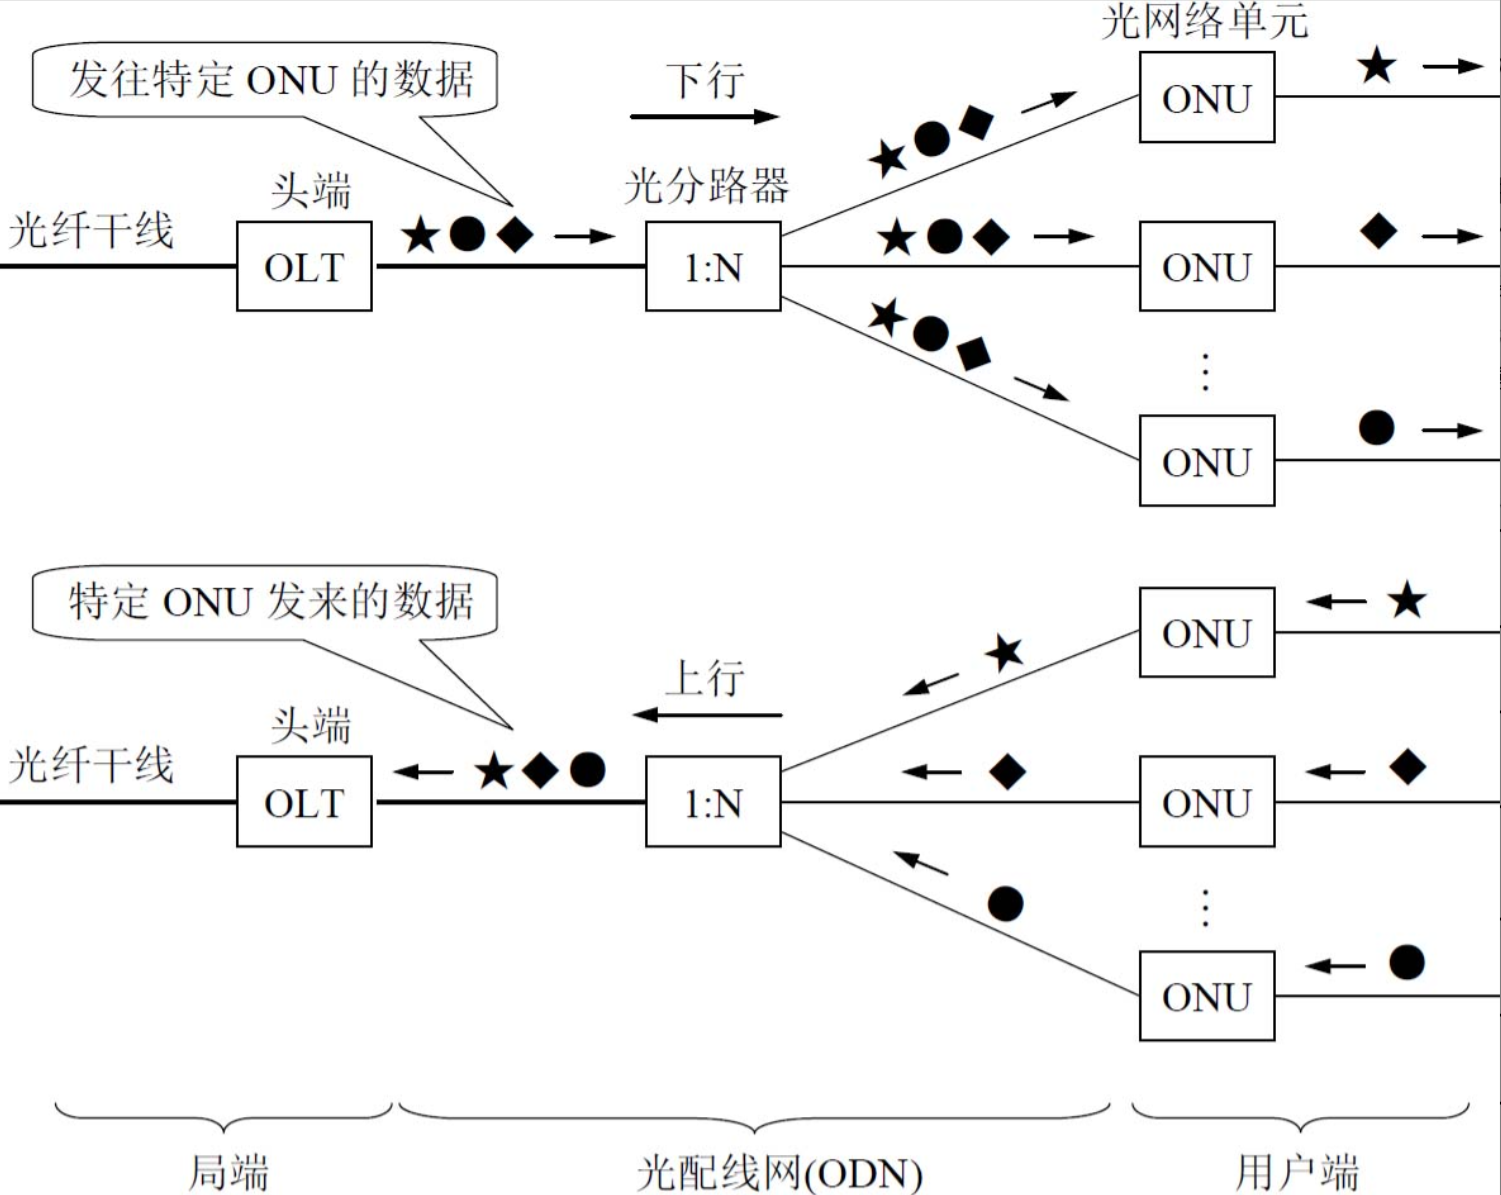 光网络单元
发往特定 ONU 的数据
下行
ONU
头端
光分路器
光纤干线
OLT
1:N
ONU
ONU
特定 ONU 发来的数据
上行
ONU
头端
光纤干线
OLT
1:N
ONU
ONU
局端
光配线网(ODN)
用户端